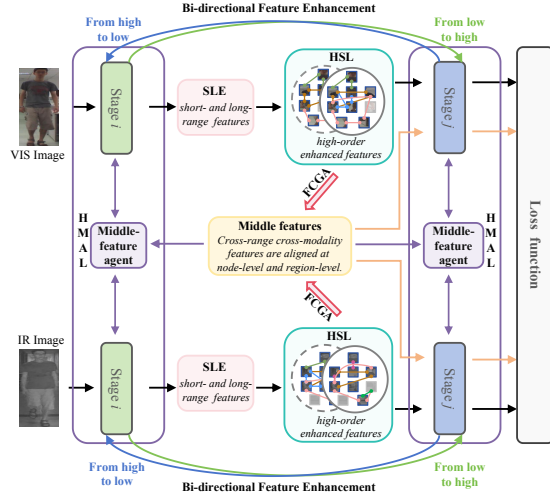 Bi-directional Feature Enhancement
From high
to low
From low
to high
VIS Image
Stage i
SLE
short- and long-
range features
HSL
high-order
enhanced features
Stage j
FCGA
HMAL
Middle-
feature
agent
Middle features
Cross-range cross-modality
features are aligned at
node-level and region-level.
Middle-
feature
agent
HMAL
Loss function
FCGA
IR Image
Stage i
SLE
short- and long-
range features
HSL
high-order
enhanced features
Stage j
From high
to low
From low
to high
Bi-directional Feature Enhancement